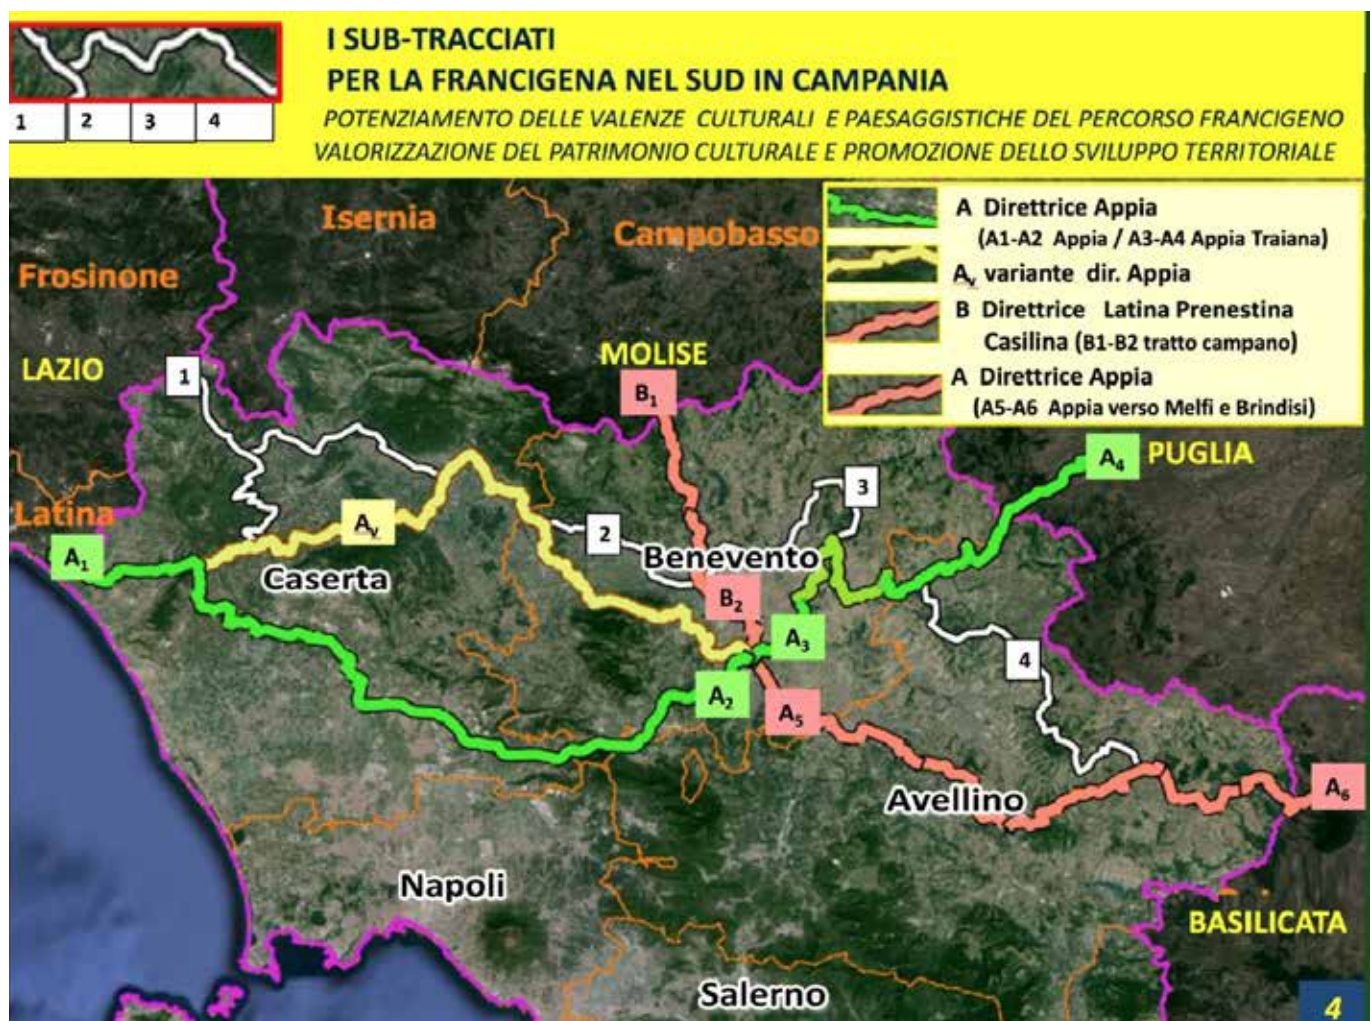 I SUB-TRACCIATI
PER LA FRANCIGENA NEL SUD IN CAMPANIA
POTENZIAMENTO DELLE VALENZE CULTURALI E PAESAGGISTICHE DEL PERCORSO FRANCIGENO
VALORIZZAZIONE DEL PATRIMONIO CULTURALE E PROMOZIONE DELLO SVILUPPO TERRITORIALE
1 2 3 4
A Direttrice Appia
(A1-A2 Appia / A3-A4 Appia Traiana)
Av variante dir. Appia
B Direttrice Latina Prenestina
Casilina (B1-B2 tratto campano)
A Direttrice Appia
(A5-A6 Appia verso Melfi e Brindisi)
Isernia
Campobasso
Frosinone
LAZIO
MOLISE
1
B1
PUGLIA
A4
3
Latina
Av
2
A1
Benevento
Caserta
B2
A3
4
A2
A5
Avellino
A6
Napoli
BASILICATA
Salerno
4